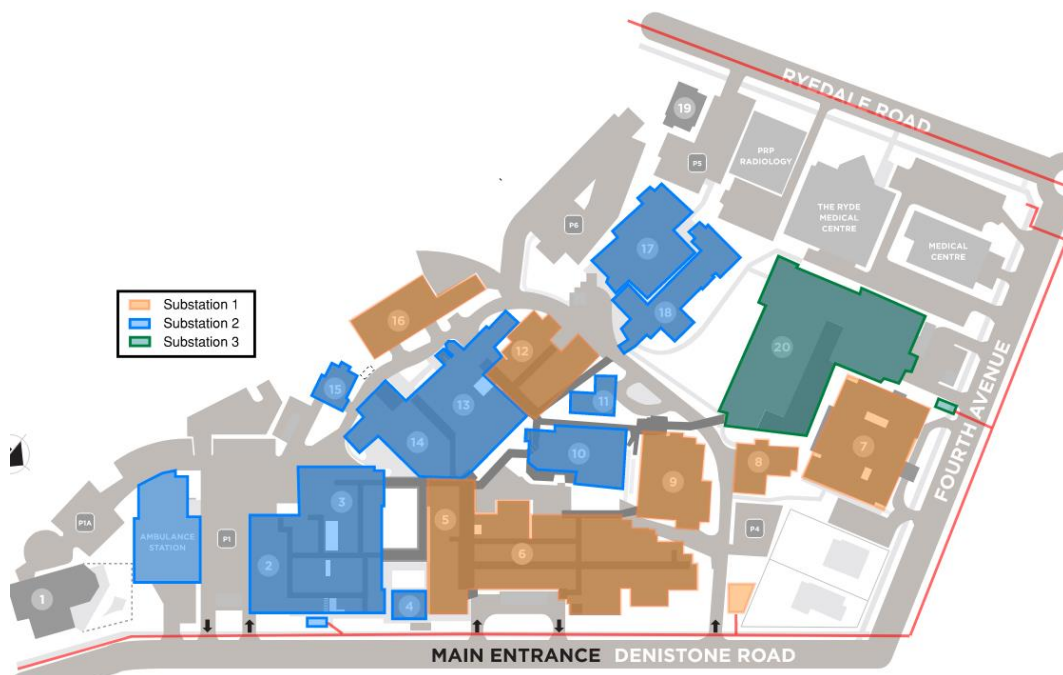 RYEDALE ROAD
19
PRP
RADIOLOGY
P5
P6
THE RYDE
MEDICAL
CENTRE
MEDICAL
CENTRE
17
18
Substation 1
Substation 2
Substation 3
16
12
20
15
13
11
14
10
7
8
9
FOURTH AVENUE
5
3
P1A
AMBULANCE
STATION
P1
P4
6
2
1
4
MAIN ENTRANCE DENISTONE ROAD